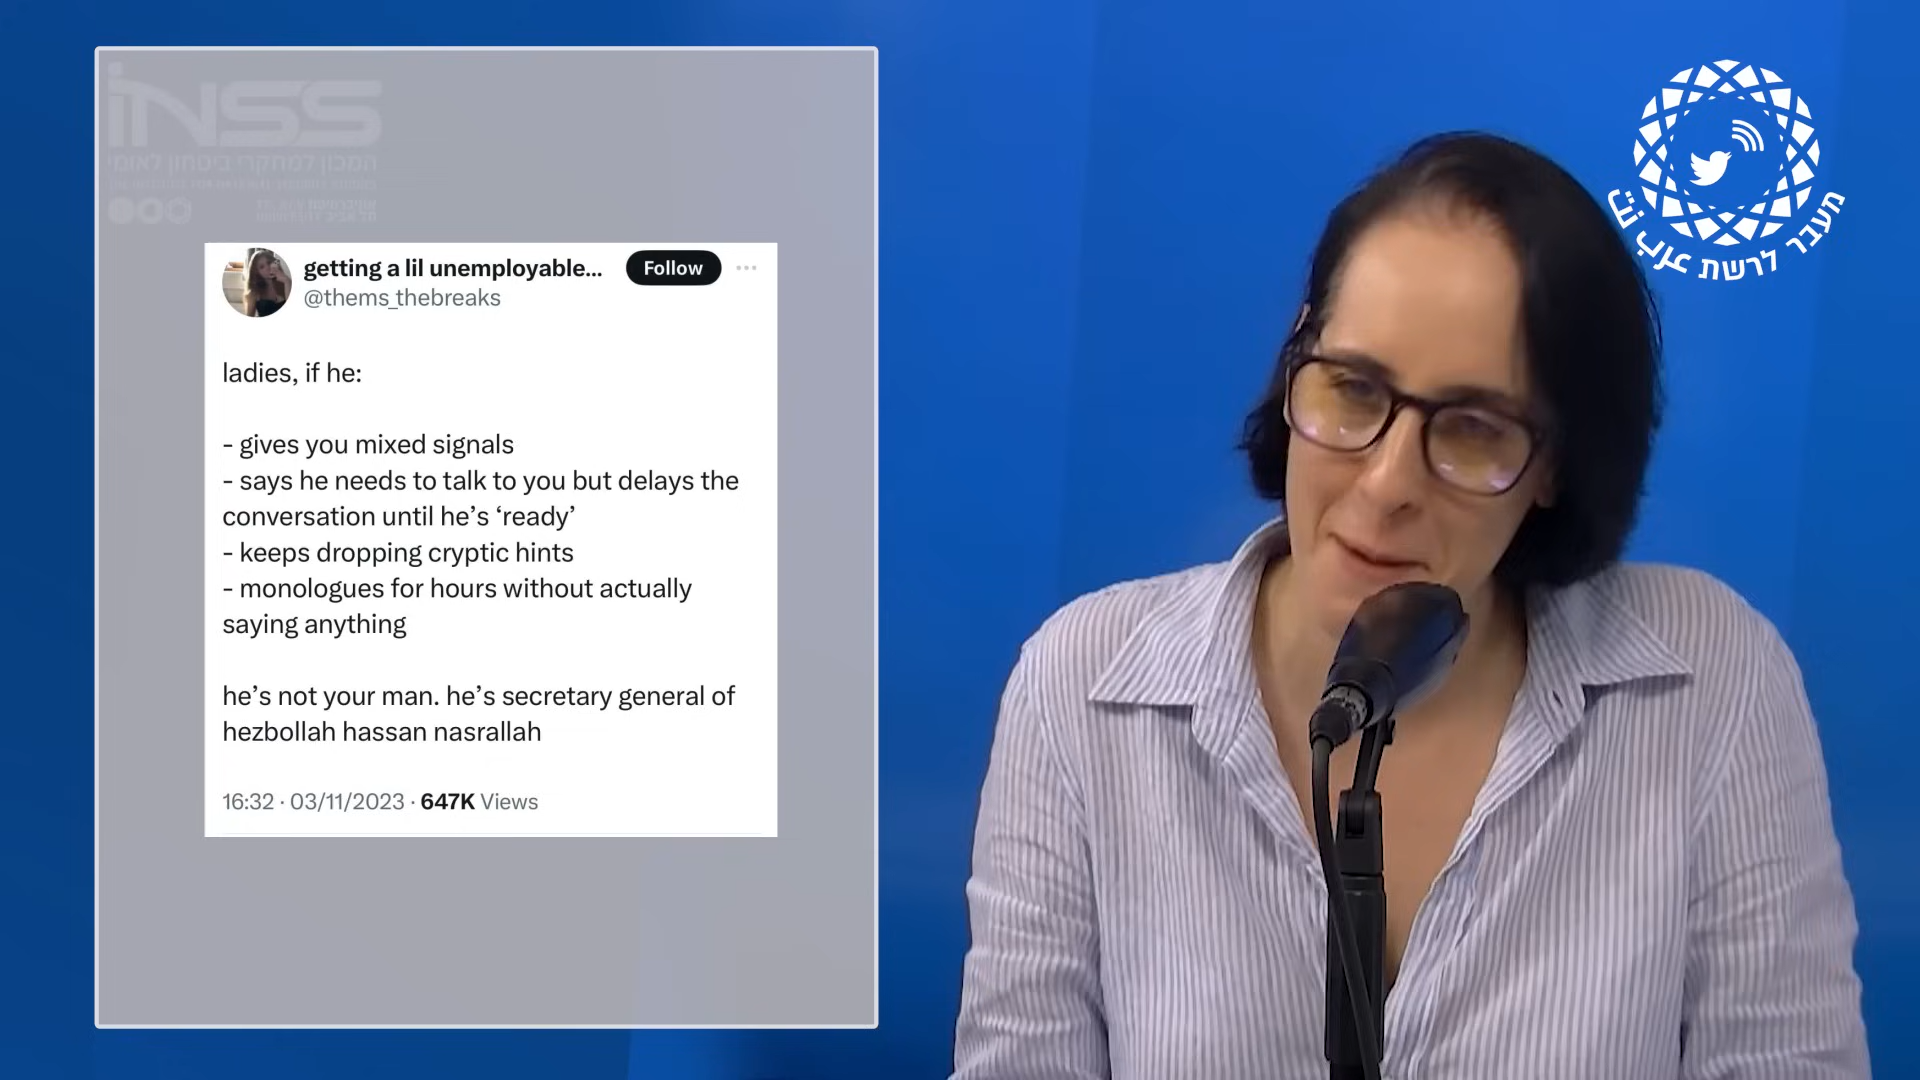 iNSS
המכון למחקרי ביטחון לאומי
getting a lil unemployable...
Follow
@thems_thebreaks
ladies, if he:
- gives you mixed signals
- says he needs to talk to you but delays the
conversation until he’s ‘ready’
- keeps dropping cryptic hints
- monologues for hours without actually
saying anything
he’s not your man. he’s secretary general of
hezbollah hassan nasrallah
16:32 · 03/11/2023 · 647K Views
מעבר לרשת